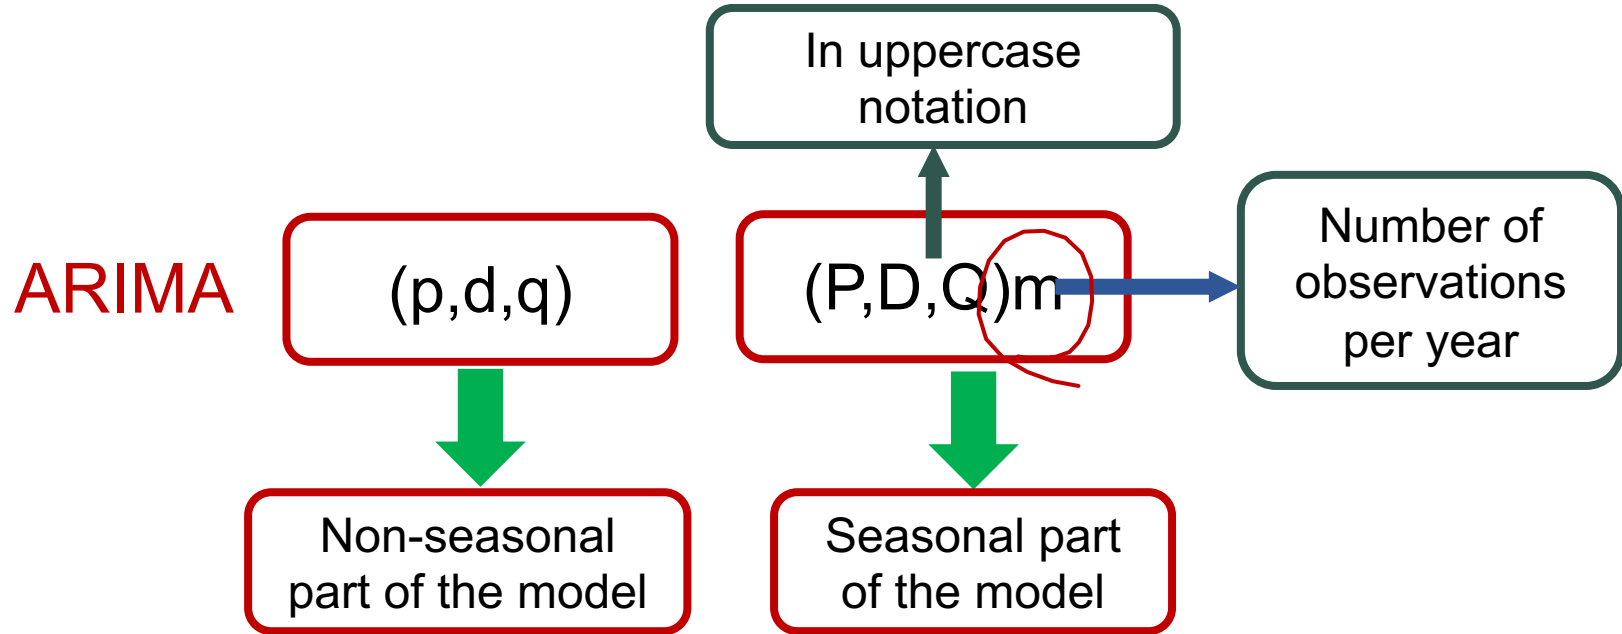 In uppercase
notation
ARIMA
(p,d,q)
(P,D,Q)m
Number of
observations
per year
Non-seasonal
part of the model
Seasonal part
of the model